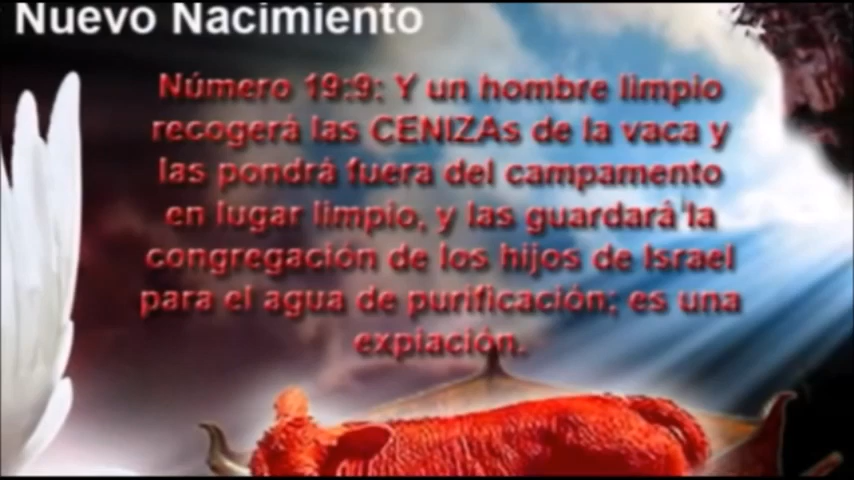 Nuevo Nacimiento
Número 19:9: Y un hombre limpio
recogerá las CENIZAs de la vaca y
las pondrá fuera del campamento
en lugar limpio, y las guardará la
congregación de los hijos de Israel
para el agua de purificación; es una
expiación.